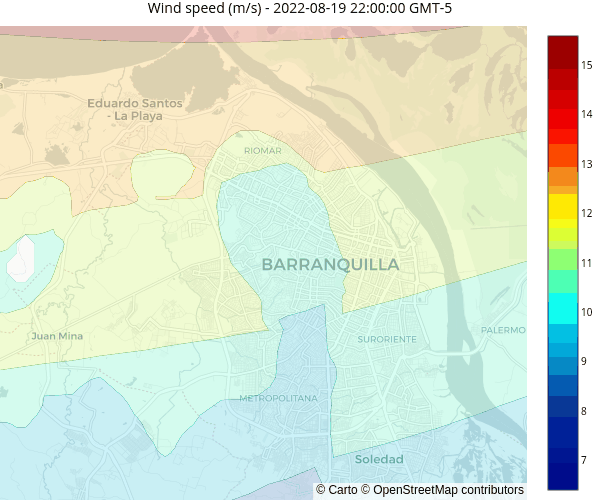 Wind speed (m/s) - 2022-08-19 22:00:00 GMT-5
Eduardo Santos
- La Playa
RIOMAR
BARRANQUILLA
Juan Mina
SURORIENTE
PALERMO
METROPOLITANA
Soledad
© Carto © OpenStreetMap contributors
15
14
13
12
11
10
9
8
7